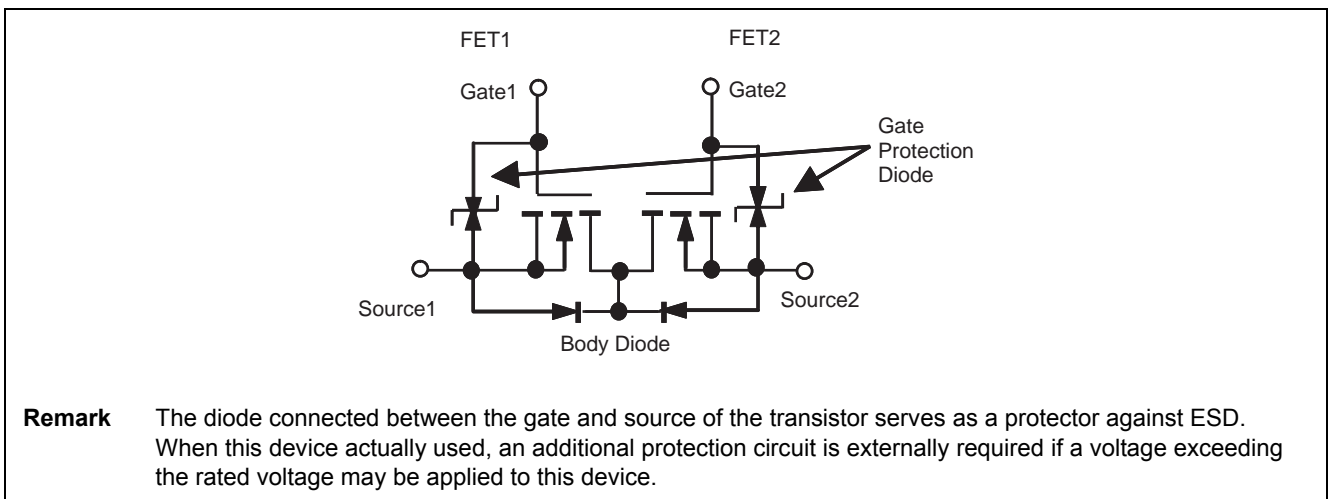 FET1
FET2
Gate1
Gate2
Gate
Protection
Diode
Source1
Source2
Body Diode
Remark The diode connected between the gate and source of the transistor serves as a protector against ESD.
When this device actually used, an additional protection circuit is externally required if a voltage exceeding
the rated voltage may be applied to this device.